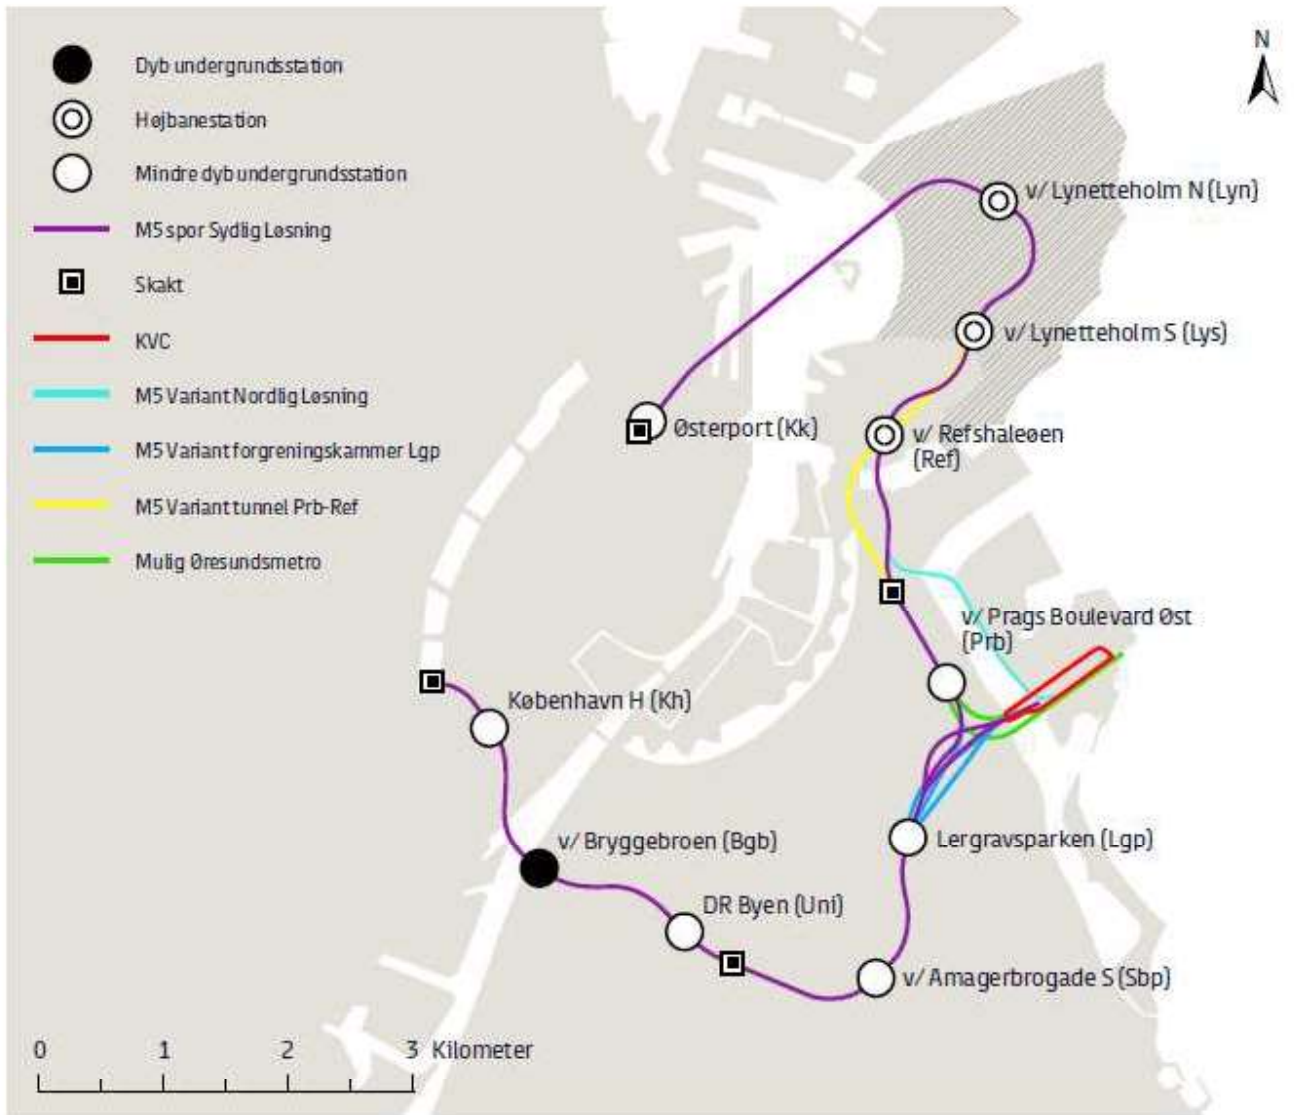 Dyb undergrundsstation
Højbanestation
Mindre dyb undergrundsstation
M5 spor Sydlig Løsning
Skakt
KVC
M5 Variant Nordlig Løsning
M5 Variant forgreningskammer Lgp
M5 Variant tunnel Prb-Ref
Mulig Øresundsmetro
N
v/ Lynetteholm N (Lyn)
v/ Lynetteholm S (Lys)
Østerport (Kk)
v/ Refshaleøen
(Ref)
v/ Prags Boulevard Øst
(Prb)
København H (Kh)
v/ Bryggebroen (Bgb)
Lergravsparken (Lgp)
DR Byen (Uni)
v/ Amagerbrogade S (Sbp)
0 1 2 3 Kilometer